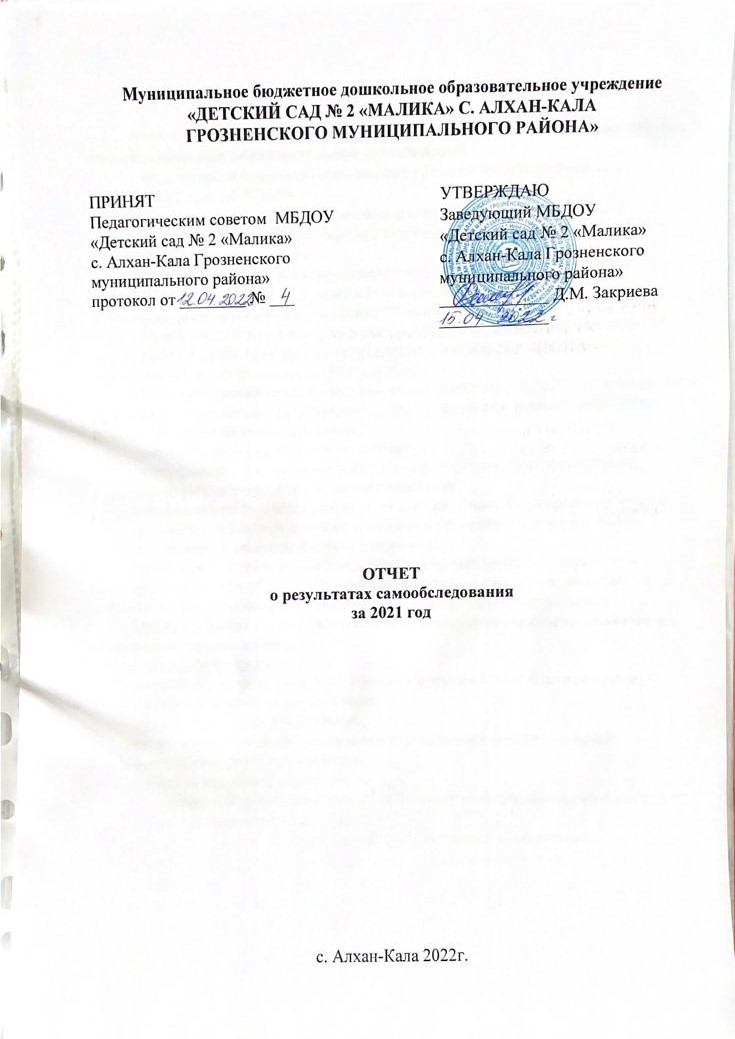 Муниципальное бюджетное дошкольное образовательное учреждение
«ДЕТСКИЙ САД № 2 «МАЛИКА» С. АЛХАН-КАЛА
ГРОЗНЕНСКОГО МУНИЦИПАЛЬНОГО РАЙОНА»
ПРИНЯТ
Педагогическим советом МБДОУ
«Детский сад № 2 «Малика»
с. Алхан-Кала Грозненского
муниципального района»
протокол от 12.04.2022 № 4
УТВЕРЖДАЮ
Заведующий МБДОУ
«Детский сад № 2 «Малика»
с. Алхан-Кала Грозненского
муниципального района»
Д.М. Закриева
15.04 2022 г
ОТЧЕТ
о результатах самообследования
за 2021 год
с. Алхан-Кала 2022г.